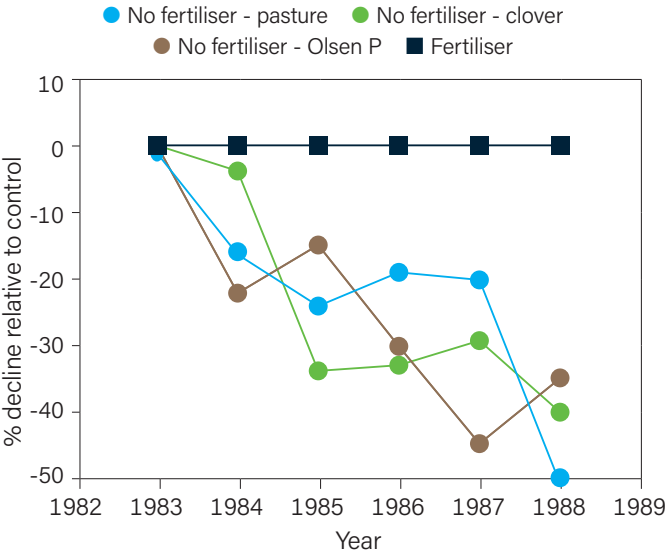 No fertiliser - pasture No fertiliser - clover
No fertiliser - Olsen P Fertiliser
% decline relative to control
10
0
-10
-20
-30
-40
-50
1982 1983 1984 1985 1986 1987 1988 1989
Year